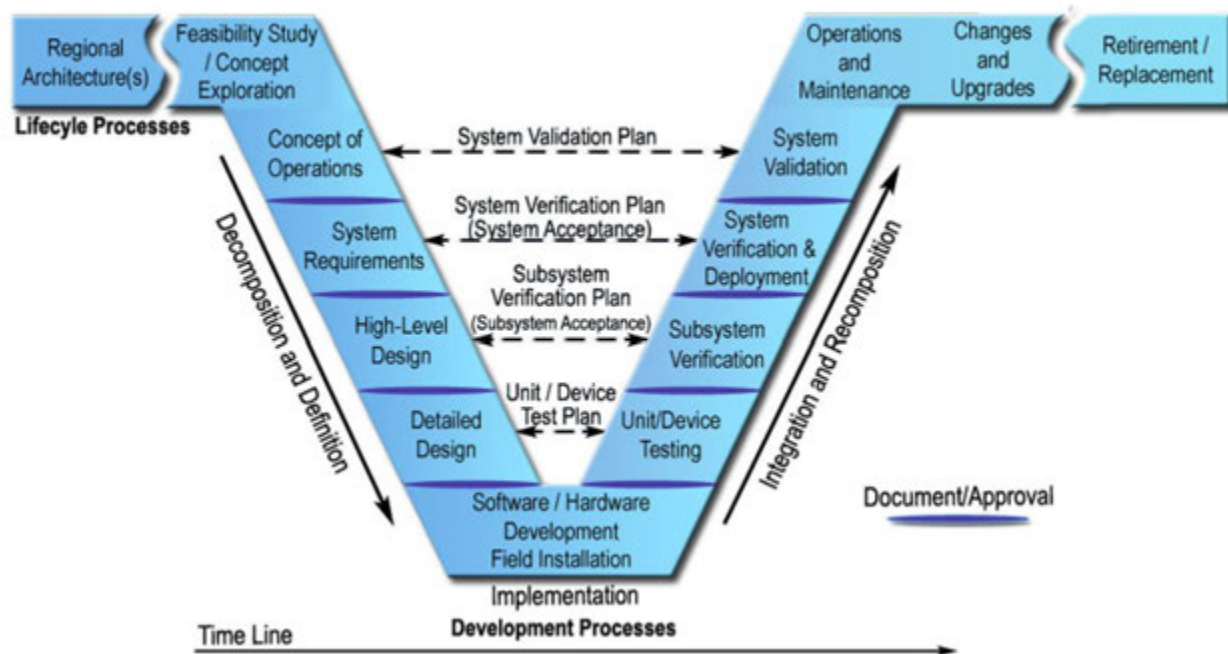 Regional
Architecture(s)
Feasibility Study
/ Concept
Exploration
Operations
and
Maintenance
Changes
and
Upgrades
Retirement /
Replacement
Lifecyle Processes
Concept of
Operations
System Validation Plan
System
Validation
System
Requirements
System Verification Plan
(System Acceptance)
System
Verification &
Deployment
High-Level
Design
Subsystem
Verification Plan
(Subsystem Acceptance)
Subsystem
Verification
Detailed
Design
Unit / Device
Test Plan
Unit/Device
Testing
Decomposition and Definition
Integration and Recomposition
Software / Hardware
Development
Field Installation
Document/Approval
Implementation
Development Processes
Time Line